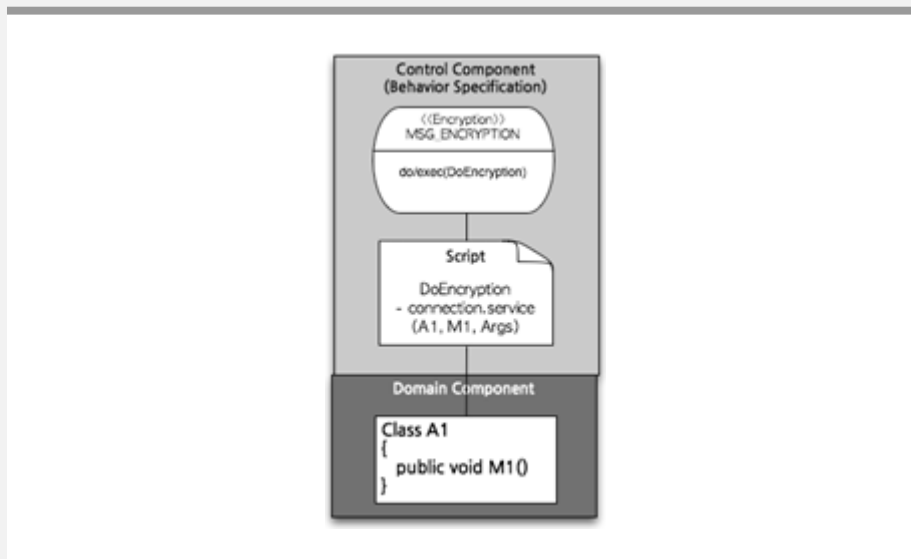 Control Component
(Behavior Specification)
((Encryption))
MSG_ENCRYPTION
do/exec(DoEncryption)
Script
DoEncryption
- connection.service
(A1, M1, Args)
Domain Component
Class A1
{
public void M1()
}